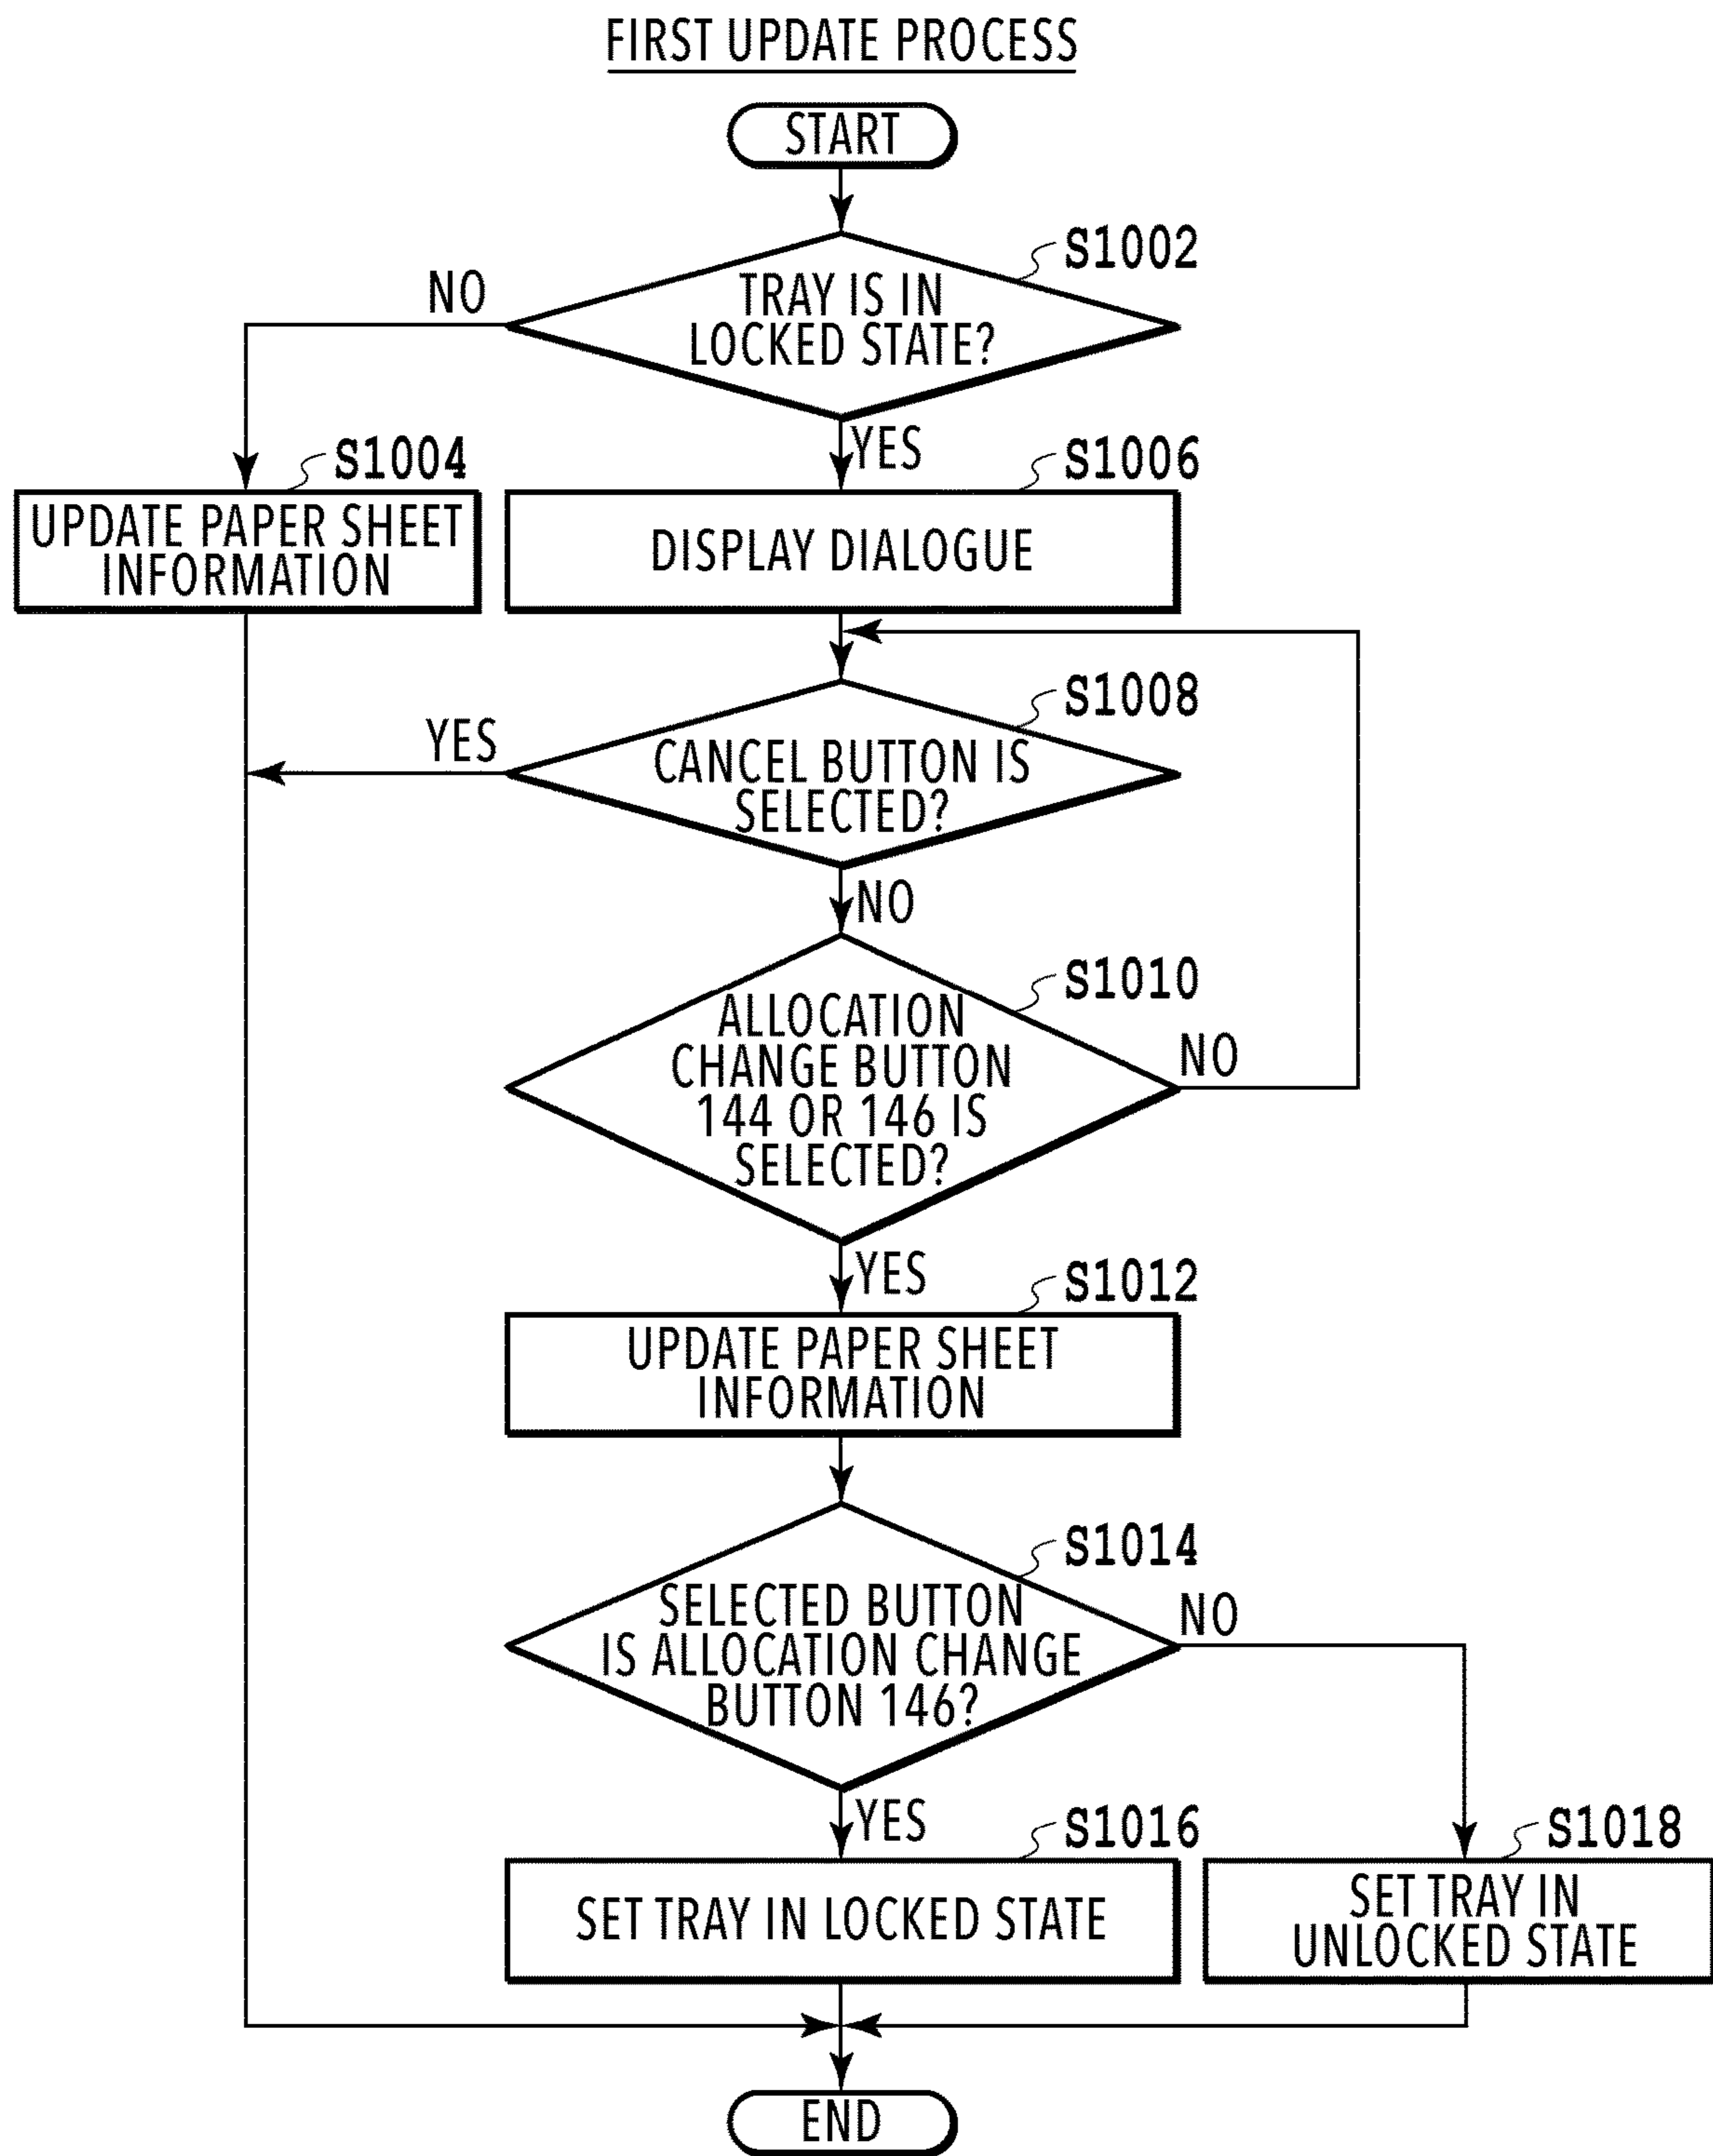 FIRST UPDATE PROCESS
START
S1002
TRAY IS IN
LOCKED STATE?
NO
YES
S1004
UPDATE PAPER SHEET
INFORMATION
S1006
DISPLAY DIALOGUE
S1008
CANCEL BUTTON IS
SELECTED?
YES
NO
S1010
ALLOCATION
CHANGE BUTTON
144 OR 146 IS
SELECTED?
NO
YES
S1012
UPDATE PAPER SHEET
INFORMATION
S1014
SELECTED BUTTON
IS ALLOCATION CHANGE
BUTTON 146?
NO
YES
S1016
SET TRAY IN LOCKED STATE
S1018
SET TRAY IN
UNLOCKED STATE
END